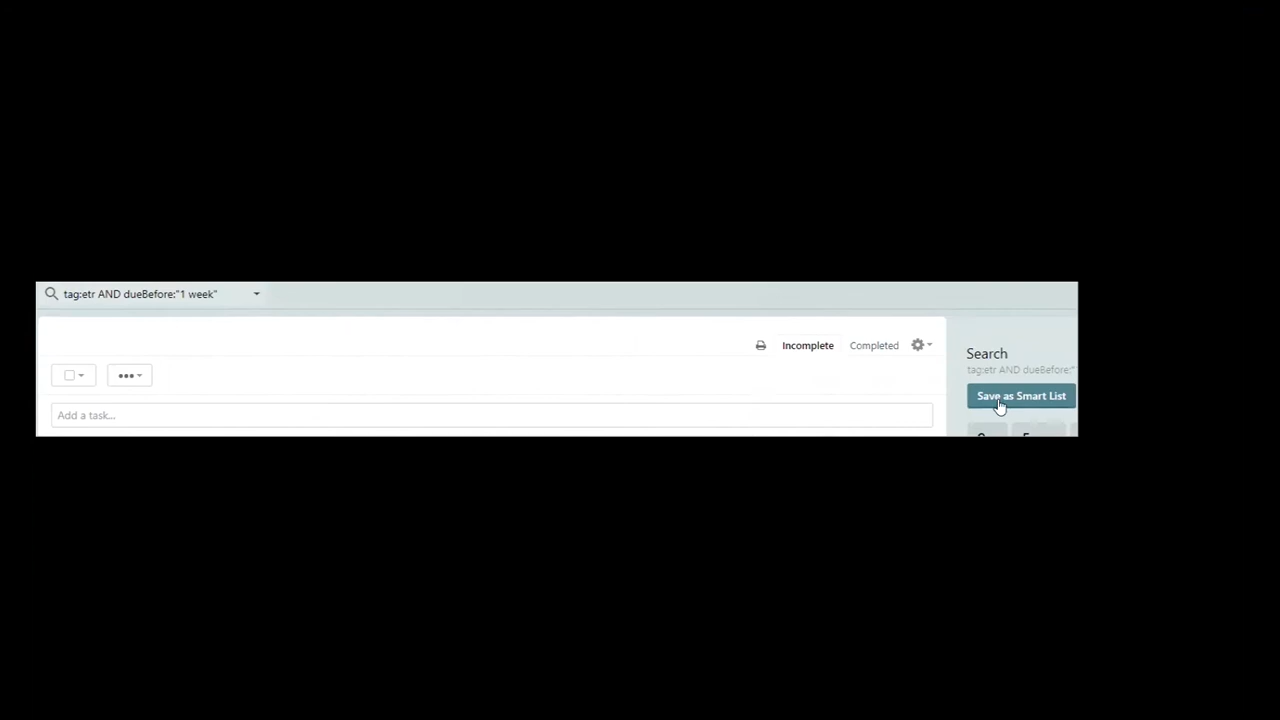 tag:etr AND dueBefore:"1 week"
Incomplete Completed
Add a task...
Search
tag:etr AND dueBefore:"
Save as Smart List